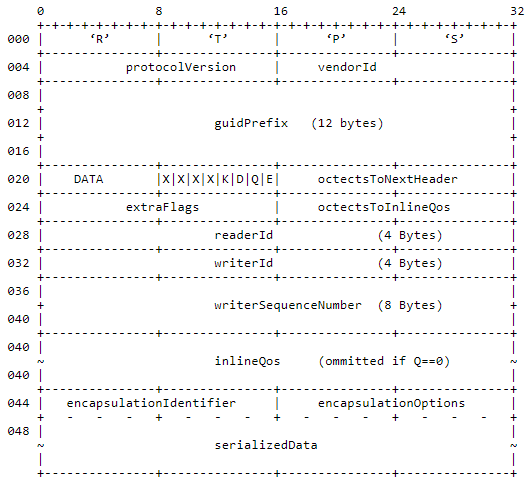 0 8 16 24 32
000 | ‘R’ | ‘T’ | ‘P’ | ‘S’ |
004 | protocolVersion | vendorId |
008
012 | guidPrefix (12 bytes) |
016
020 | DATA |X|X|X|X|K|D|Q|E| octectsToNextHeader |
024 | extraFlags | octectsToInlineQos |
028 | readerId (4 Bytes) |
032 | writerId (4 Bytes) |
036
| writerSequenceNumber (8 Bytes) |
040
040
~ inlineQos (ommitted if Q==0) ~
040
044 | encapsulationIdentifier | encapsulationOptions |
048
~ serializedData ~